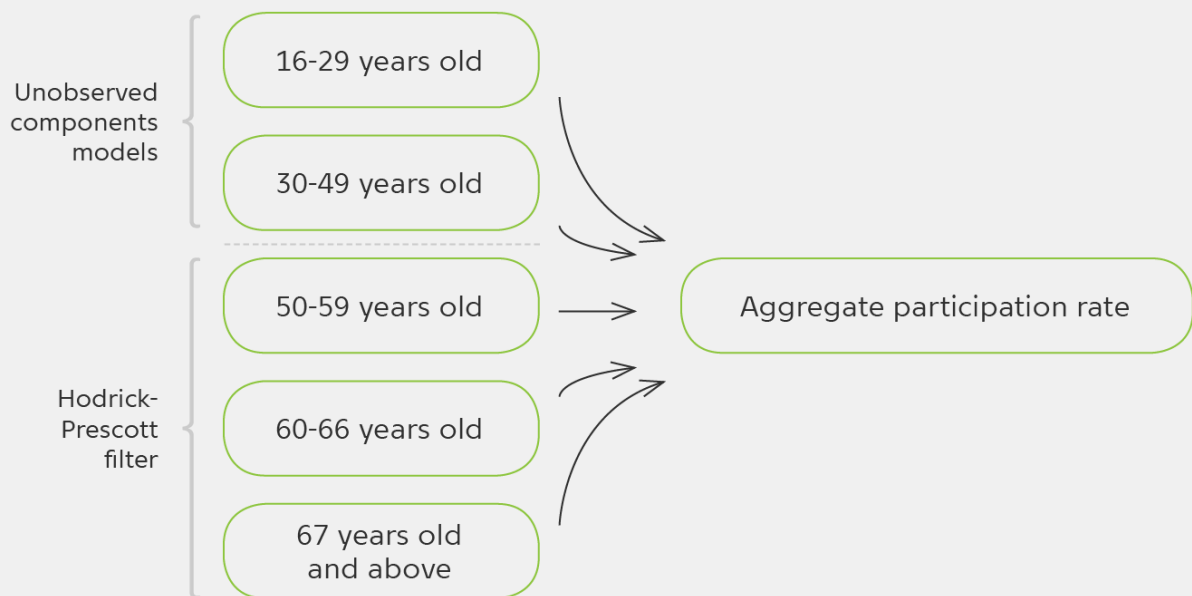 Unobserved
components
models
16-29 years old
30-49 years old
Hodrick-
Prescott
filter
50-59 years old
60-66 years old
67 years old
and above
Aggregate participation rate